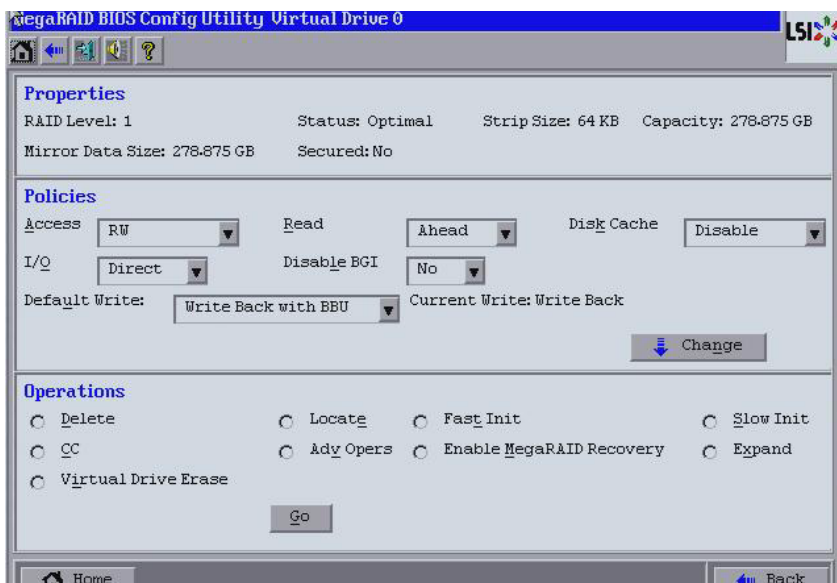 MegaRAID BIOS Config Utility Virtual Drive 0
LSI
Properties
RAID Level: 1 Status: Optimal Strip Size: 64 KB Capacity: 278.875 GB
Mirror Data Size: 278.875 GB Secured: No
Policies
Access RW Read Ahead Disk Cache Disable
I/O Direct Disable BGI No
Default Write: Write Back with BBU Current Write: Write Back
Change
Operations
Delete Locate Fast Init Slow Init
CC Adv Opers Enable MegaRAID Recovery Expand
Virtual Drive Erase
Go
Home Back